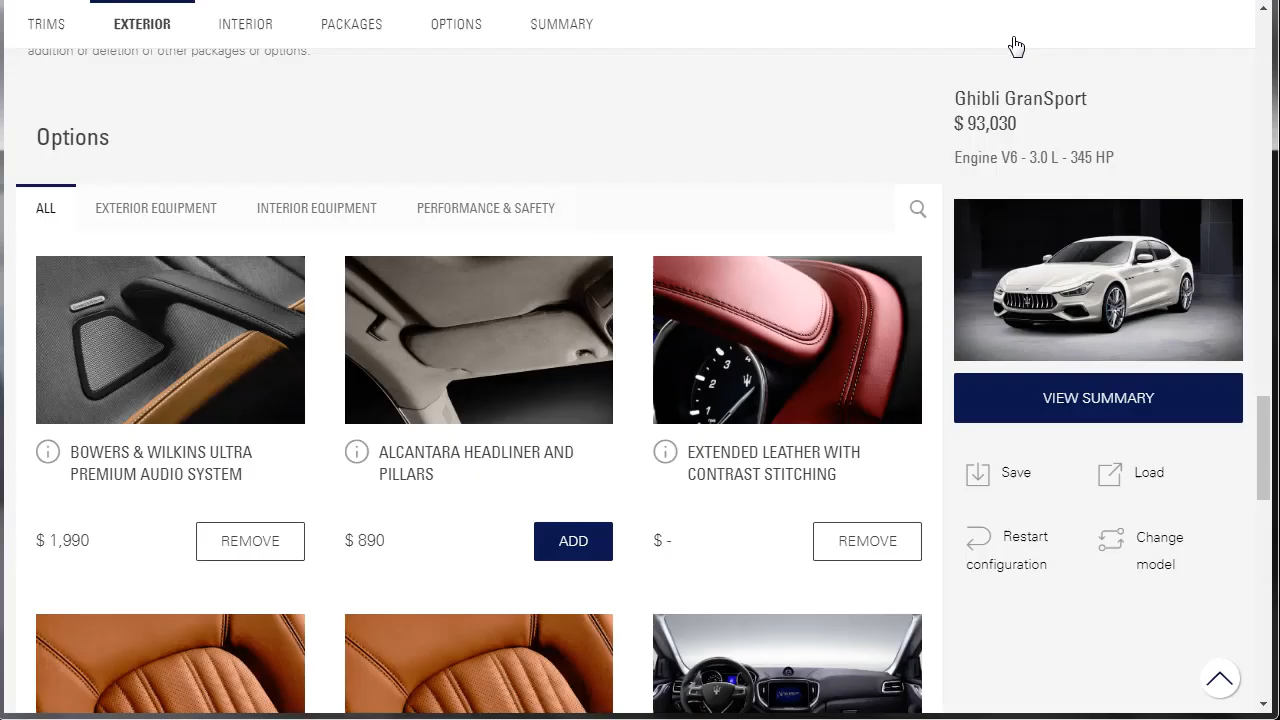 TRIMS EXTERIOR INTERIOR PACKAGES OPTIONS SUMMARY
addition or deletion of other packages or options.
Ghibli GranSport
$ 93,030
Engine V6 - 3.0 L - 345 HP
Options
ALL EXTERIOR EQUIPMENT INTERIOR EQUIPMENT PERFORMANCE & SAFETY
BOWERS & WILKINS ULTRA
PREMIUM AUDIO SYSTEM
$ 1,990 REMOVE
ALCANTARA HEADLINER AND
PILLARS
$ 890 ADD
EXTENDED LEATHER WITH
CONTRAST STITCHING
$ - REMOVE
VIEW SUMMARY
Save Load
Restart
configuration
Change
model